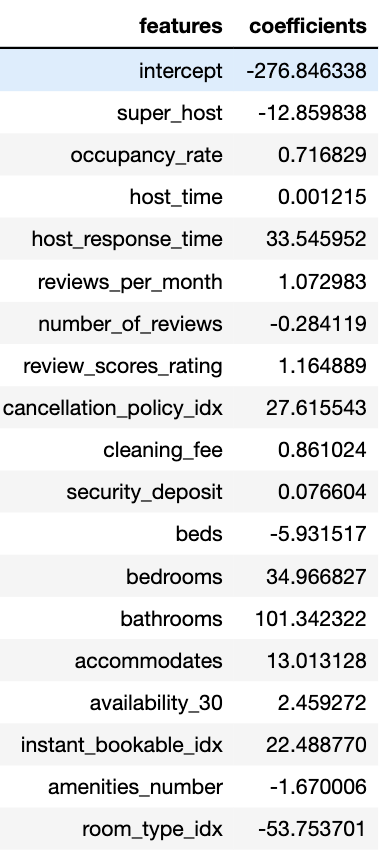 features coefficients
intercept -276.846338
super_host -12.859838
occupancy_rate 0.716829
host_time 0.001215
host_response_time 33.545952
reviews_per_month 1.072983
number_of_reviews -0.284119
review_scores_rating 1.164889
cancellation_policy_idx 27.615543
cleaning_fee 0.861024
security_deposit 0.076604
beds -5.931517
bedrooms 34.966827
bathrooms 101.342322
accommodates 13.013128
availability_30 2.459272
instant_bookable_idx 22.488770
amenities_number -1.670006
room_type_idx -53.753701